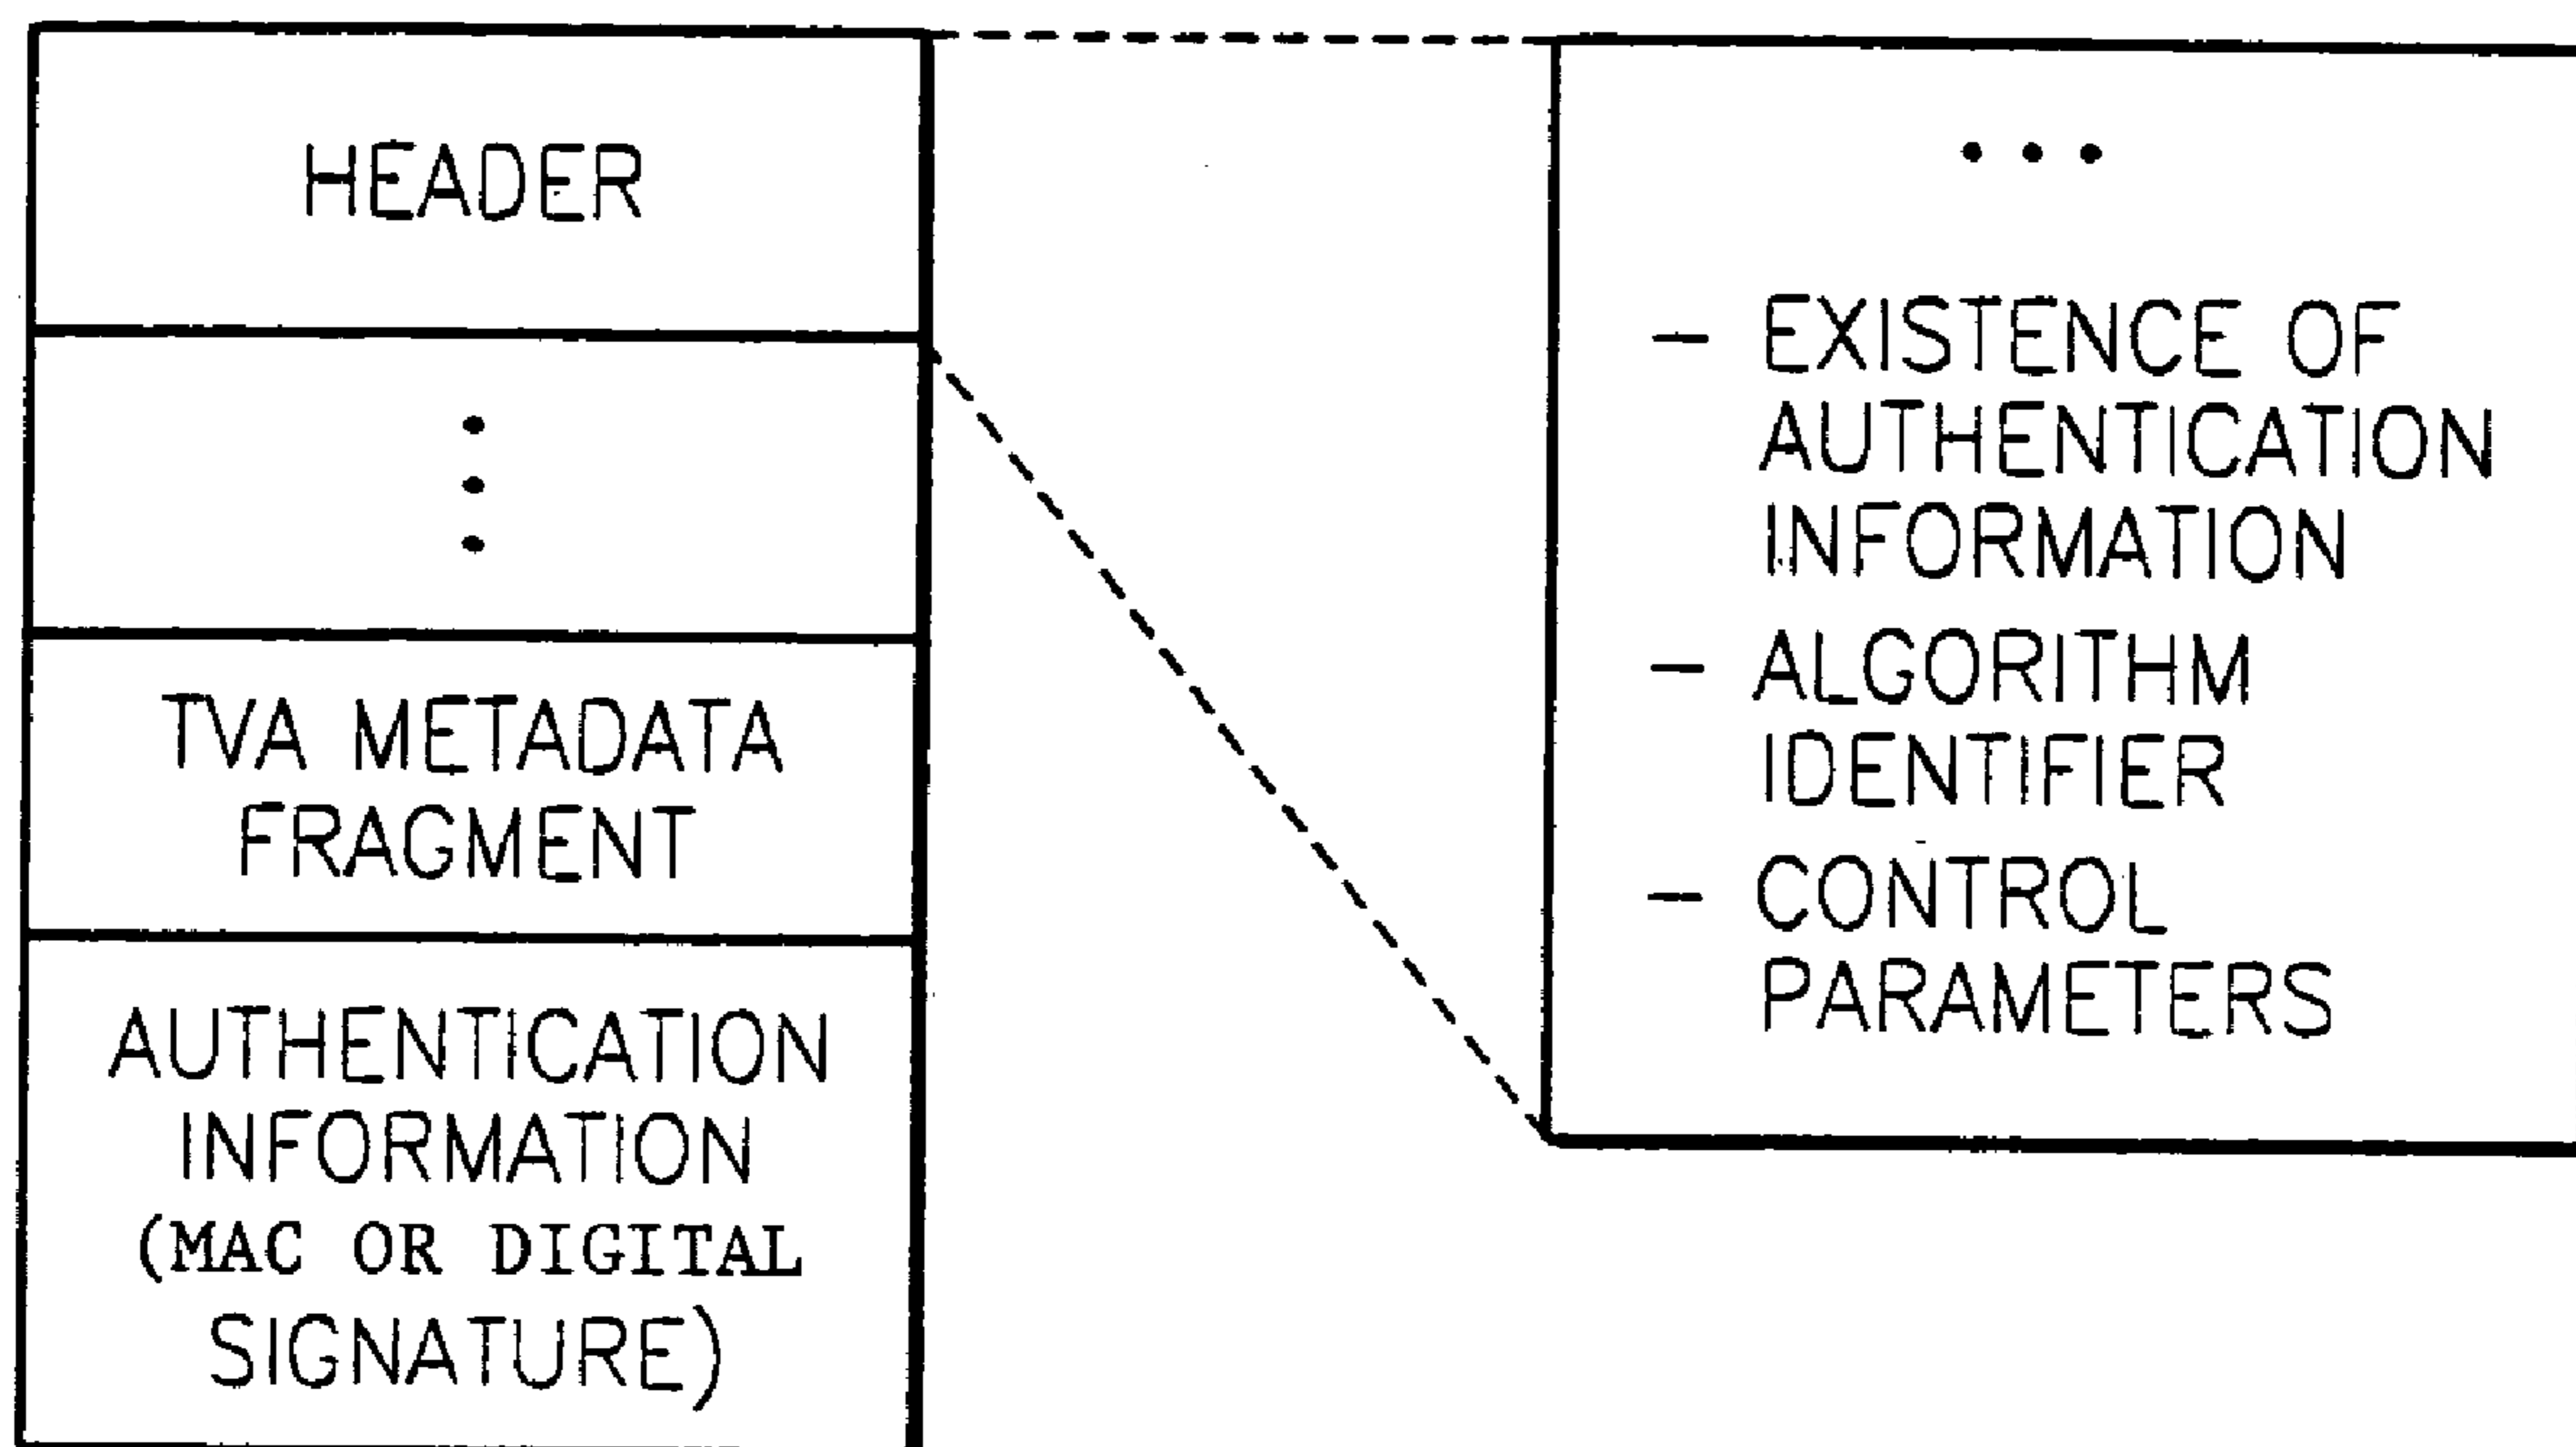 HEADER
TVA METADATA
FRAGMENT
AUTHENTICATION
INFORMATION
(MAC OR DIGITAL
SIGNATURE)
• • •
– EXISTENCE OF
AUTHENTICATION
INFORMATION
– ALGORITHM
IDENTIFIER
– CONTROL
PARAMETERS